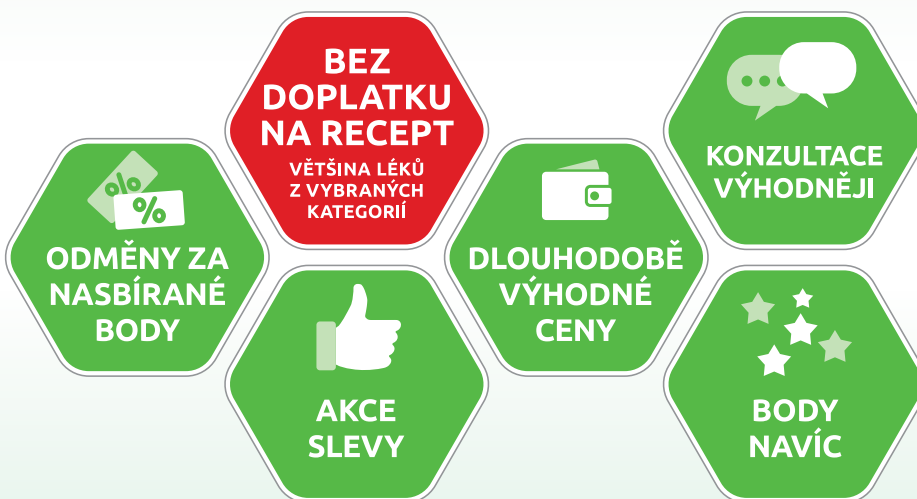 BEZ
DOPLATKU
NA RECEPT
VĚTŠINA LÉKŮ
Z VYBRANÝCH
KATEGORIÍ
KONZULTACE
VÝHODNĚJI
%
%
ODMĚNY ZA
NASBÍRANÉ
BODY
DLOUHODOBĚ
VÝHODNÉ
CENY
AKCE
SLEVY
BODY
NAVÍC